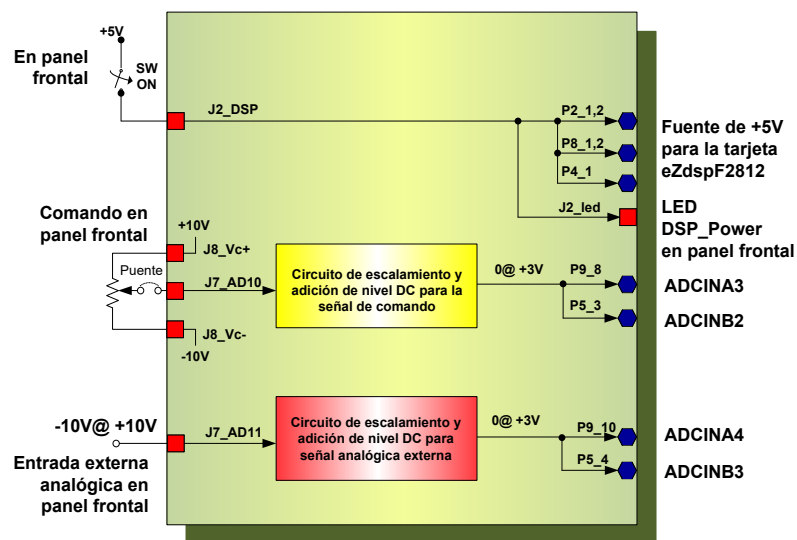 +5V
En panel
frontal
SW
ON
J2_DSP
P2_1,2
P8_1,2
P4_1
Fuente de +5V
para la tarjeta
eZdspF2812
J2_led
LED
DSP_Power
en panel frontal
Comando en
panel frontal
+10V
J8_Vc+
Puente
J7_AD10
J8_Vc-
-10V
Circuito de escalamiento y
adición de nivel DC para la
señal de comando
0@ +3V
P9_8
ADCINA3
P5_3
ADCINB2
-10V@ +10V
J7_AD11
Entrada externa
analógica en
panel frontal
Circuito de escalamiento y
adición de nivel DC para
señal analógica externa
0@ +3V
P9_10
ADCINA4
P5_4
ADCINB3